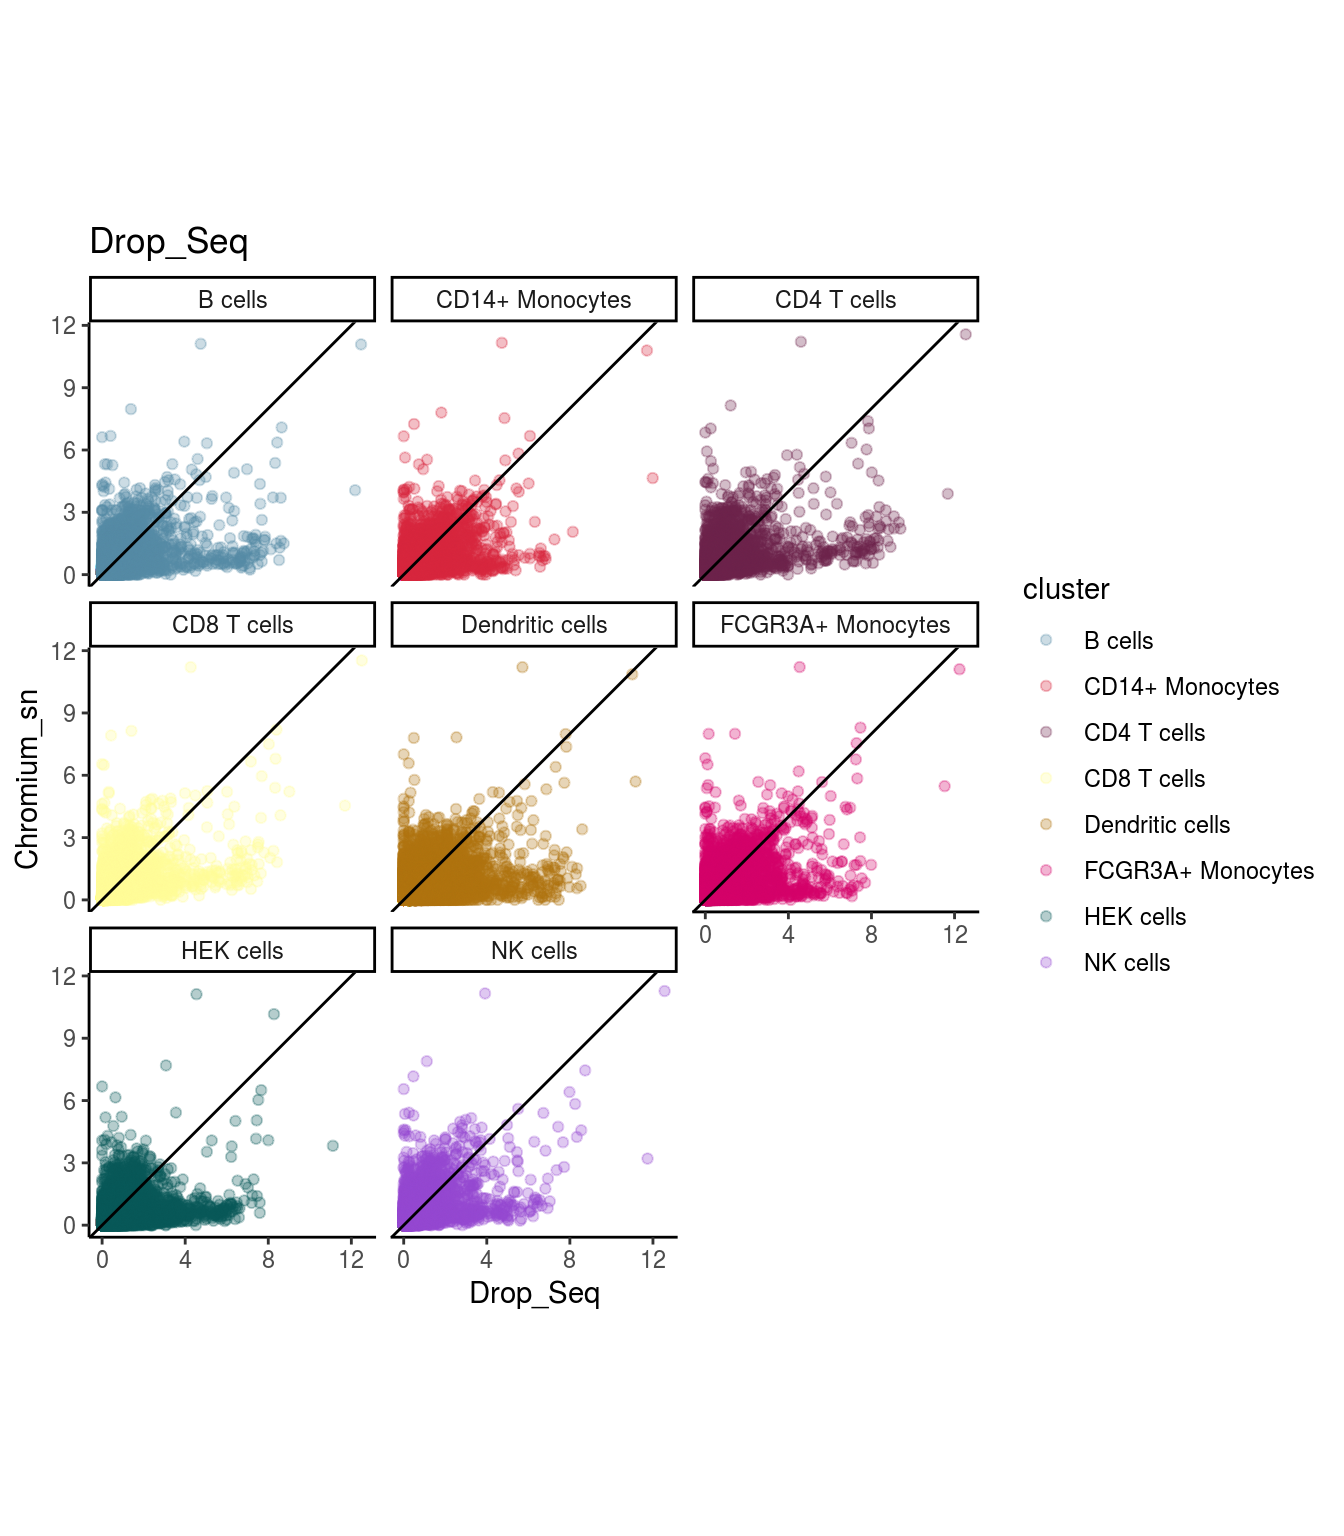 Drop_Seq
B cells
CD14+ Monocytes
CD4 T cells
12
9
6
3
0
CD8 T cells
Dendritic cells
FCGR3A+ Monocytes
12
9
6
3
0
0 4 8 12
HEK cells
NK cells
12
9
6
3
0
0 4 8 12
0 4 8 12
Drop_Seq
Chromium_sn
cluster
B cells
CD14+ Monocytes
CD4 T cells
CD8 T cells
Dendritic cells
FCGR3A+ Monocytes
HEK cells
NK cells